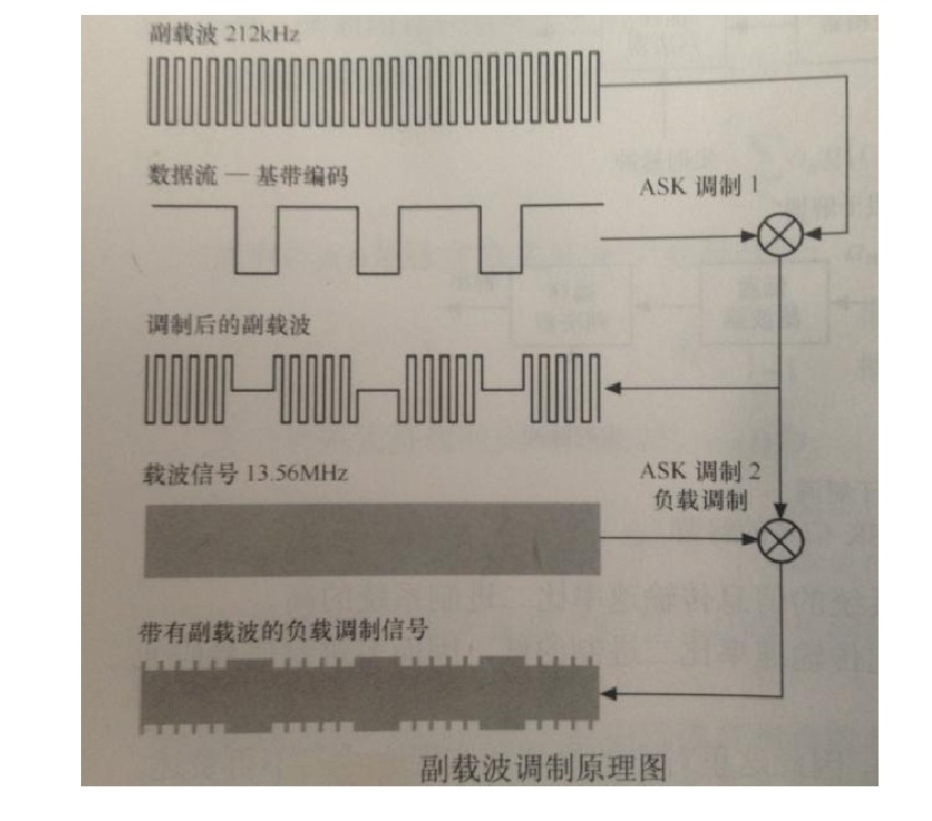 副载波 212kHz
数据流 — 基带编码
ASK 调制 1
调制后的副载波
载波信号 13.56MHz
ASK 调制 2
负载调制
带有副载波的负载调制信号
副载波调制原理图